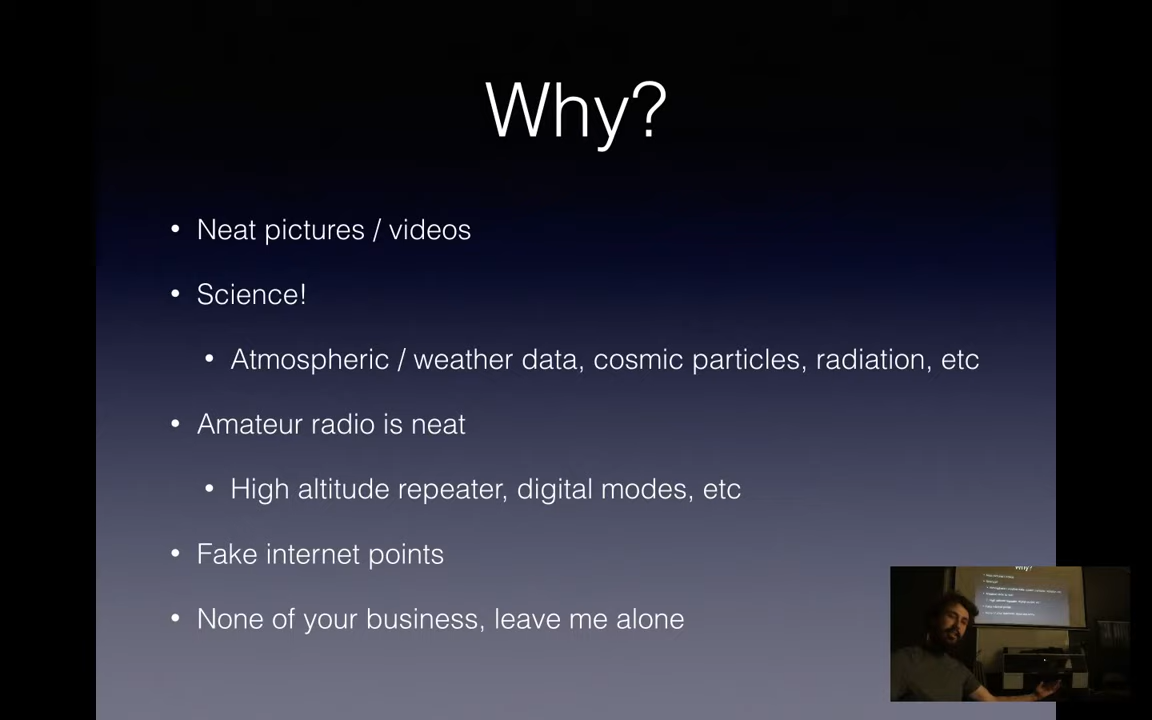 Why?
• Neat pictures / videos
• Science!
• Atmospheric / weather data, cosmic particles, radiation, etc
• Amateur radio is neat
• High altitude repeater, digital modes, etc
• Fake internet points
• None of your business, leave me alone
Why?